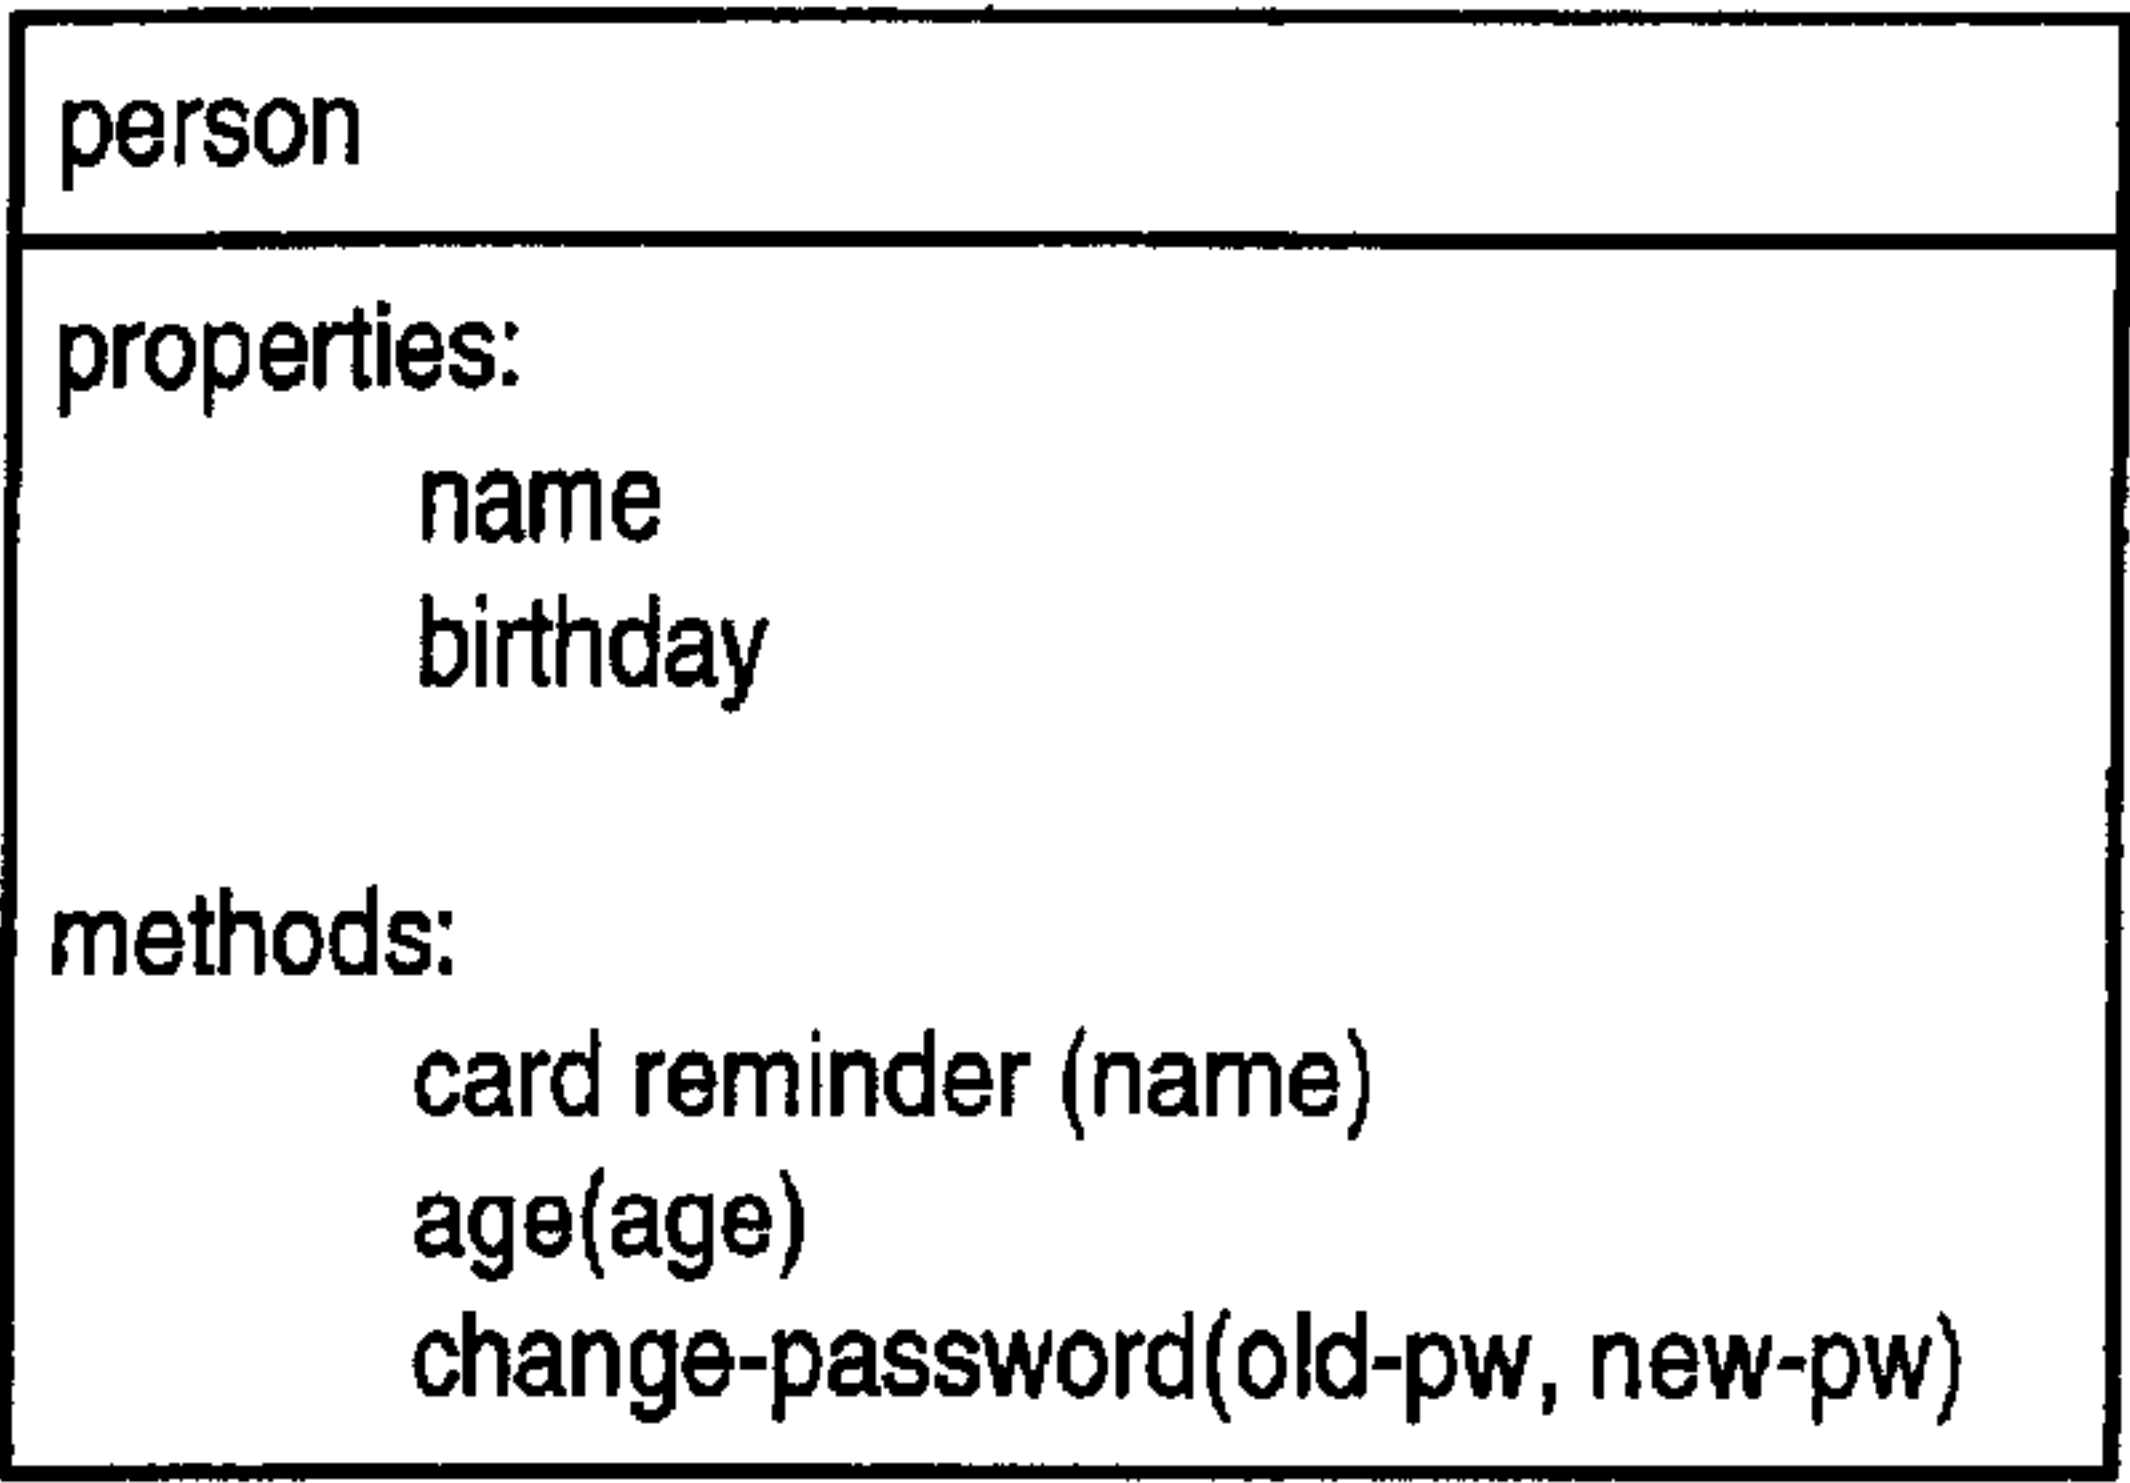 person
properties:
name
birthday
methods:
card reminder (name)
age(age)
change-password(old-pw, new-pw)